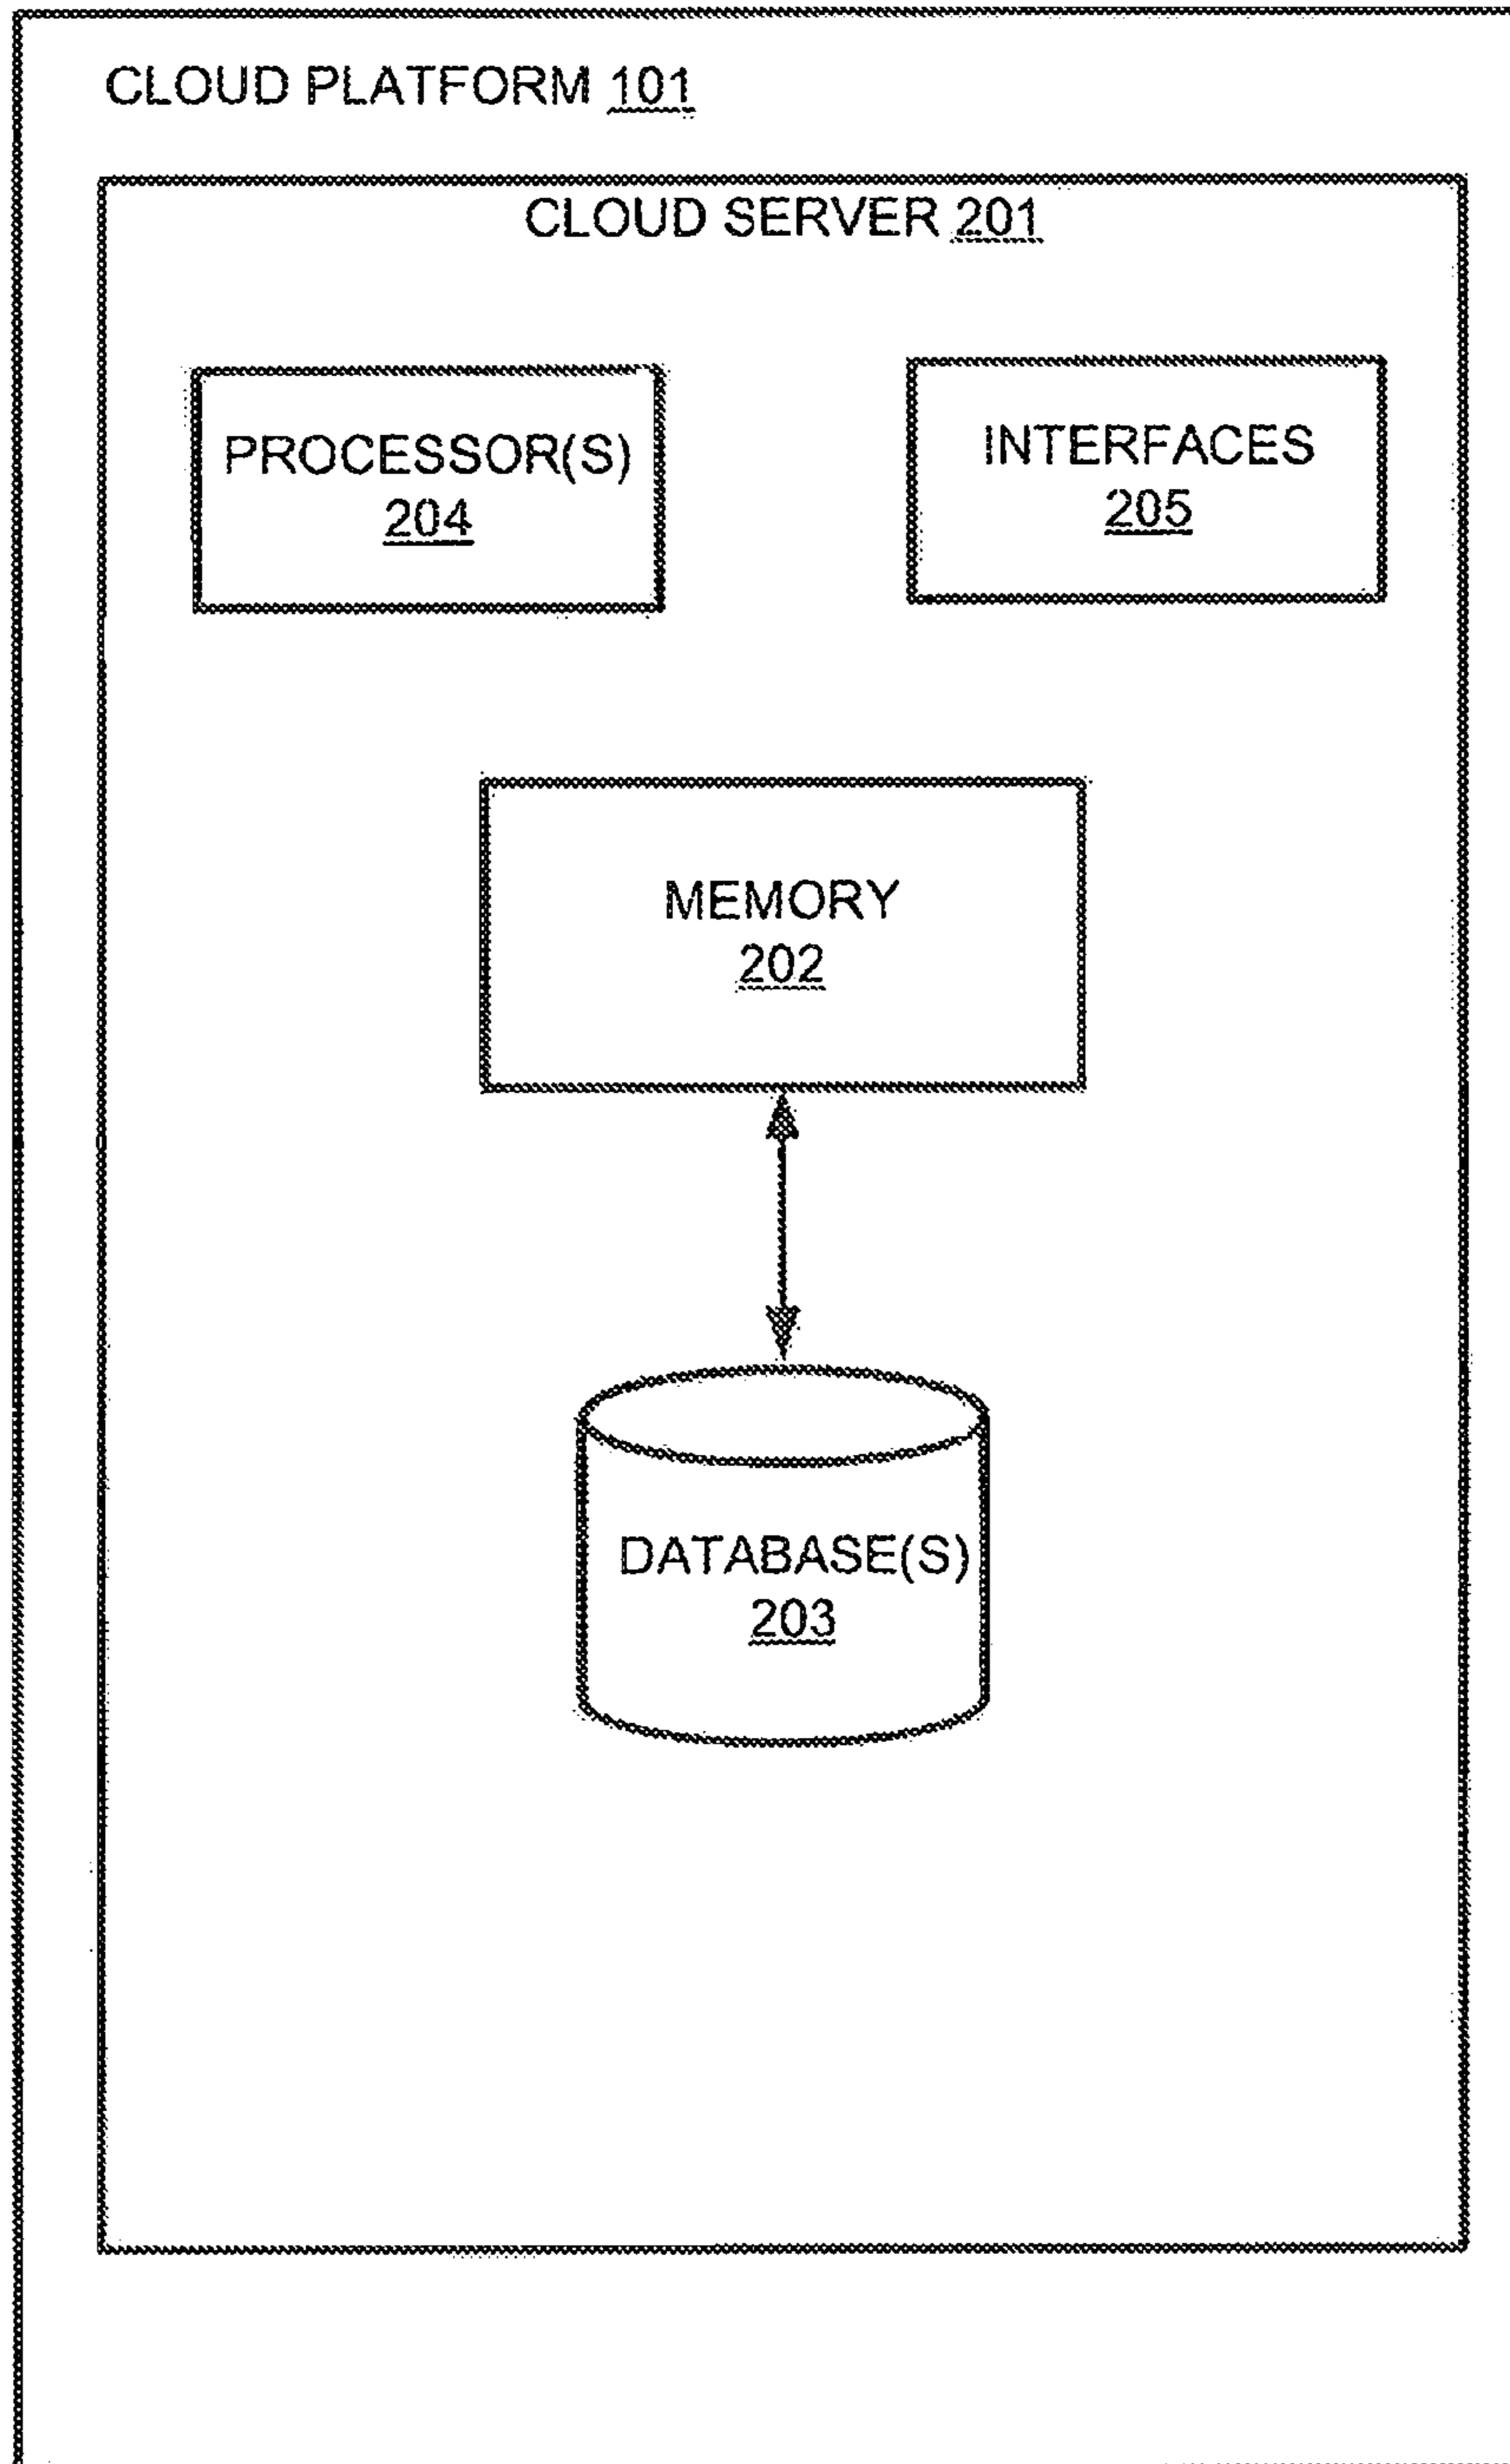 CLOUD PLATFORM 101
CLOUD SERVER 201
PROCESSOR(S)
204
INTERFACES
205
MEMORY
202
DATABASE(S)
203